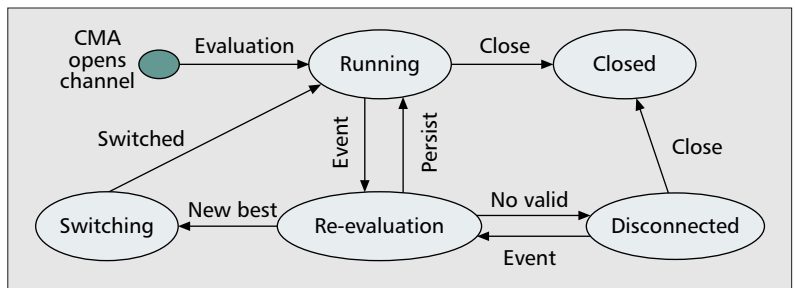 CMA
opens
channel
Evaluation
Running
Close
Closed
Switched
Event
Persist
Close
Switching
New best
Re-evaluation
No valid
Event
Disconnected